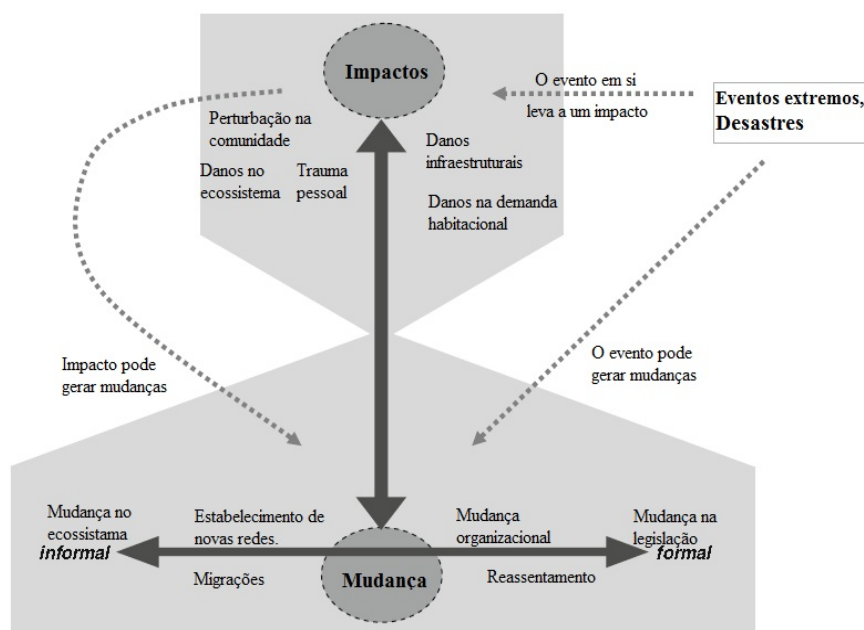 Impactos
O evento em si
leva a um impacto
Eventos extremos,
Desastres
Perturbação na
comunidade
Danos no
ecossistema
Trauma
pessoal
Danos
infraestruturais
Danos na demanda
habitacional
Impacto pode
gerar mudanças
O evento pode
gerar mudanças
Mudança no
ecossistama
informal
Estabelecimento de
novas redes.
Migrações
Mudança
Mudança
organizacional
Reassentamento
Mudança na
legislação
formal